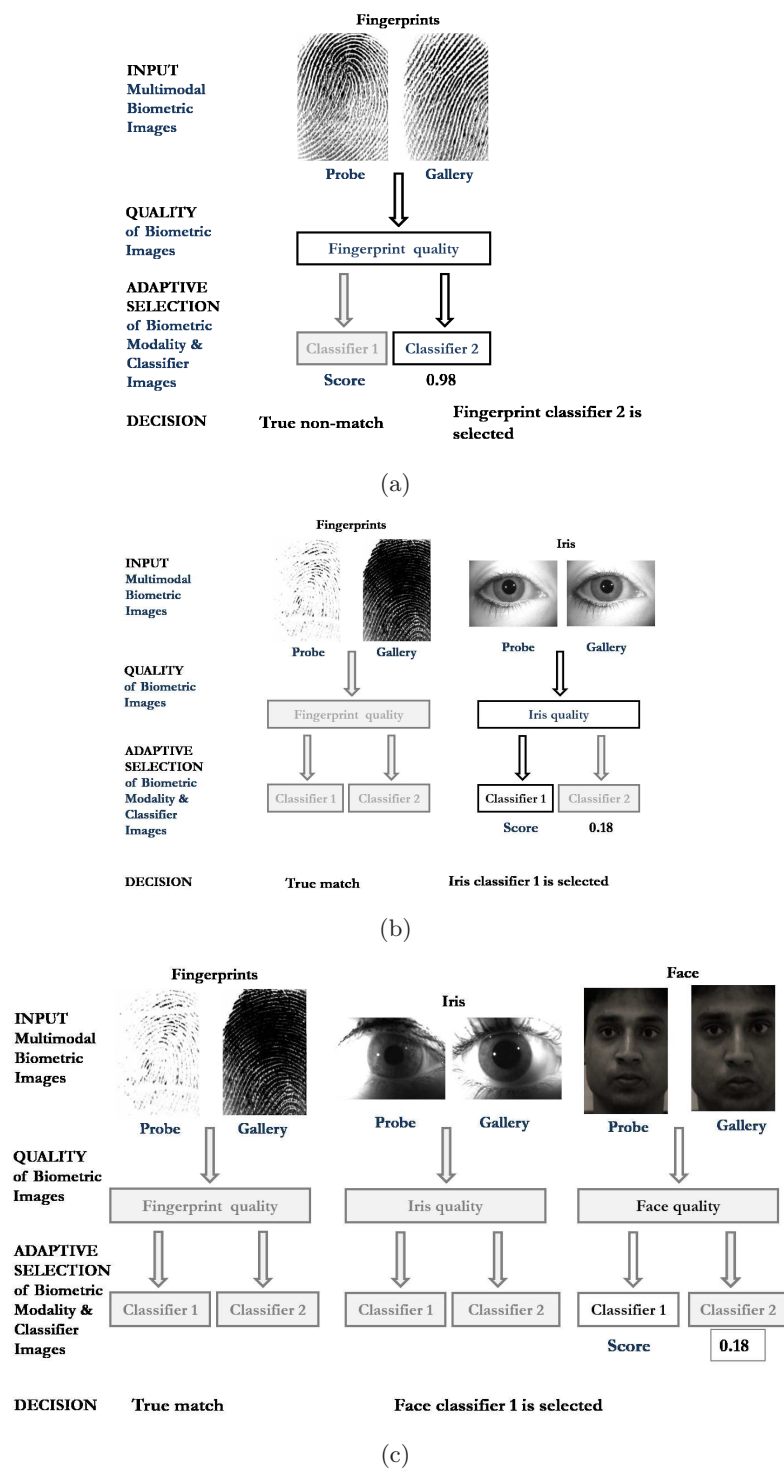 Fingerprints
INPUT
Multimodal
Biometric
Images
Probe Gallery
QUALITY
of Biometric
Images
Fingerprint quality
ADAPTIVE
SELECTION
of Biometric
Modality &
Classifier
Images
Classifier 1 Classifier 2
Score 0.98
DECISION True non-match Fingerprint classifier 2 is
selected
(a)
Fingerprints Iris
INPUT
Multimodal
Biometric
Images
Probe Gallery Probe Gallery
QUALITY
of Biometric
Images
Fingerprint quality Iris quality
ADAPTIVE
SELECTION
of Biometric
Modality &
Classifier
Images
Classifier 1 Classifier 2 Classifier 1 Classifier 2
Score 0.18
DECISION True match Iris classifier 1 is selected
(b)
Fingerprints Iris Face
INPUT
Multimodal
Biometric
Images
Probe Gallery Probe Gallery Probe Gallery
QUALITY
of Biometric
Images
Fingerprint quality Iris quality Face quality
ADAPTIVE
SELECTION
of Biometric
Modality &
Classifier
Images
Classifier 1 Classifier 2 Classifier 1 Classifier 2 Classifier 1 Classifier 2
Score 0.18
DECISION True match Face classifier 1 is selected
(c)